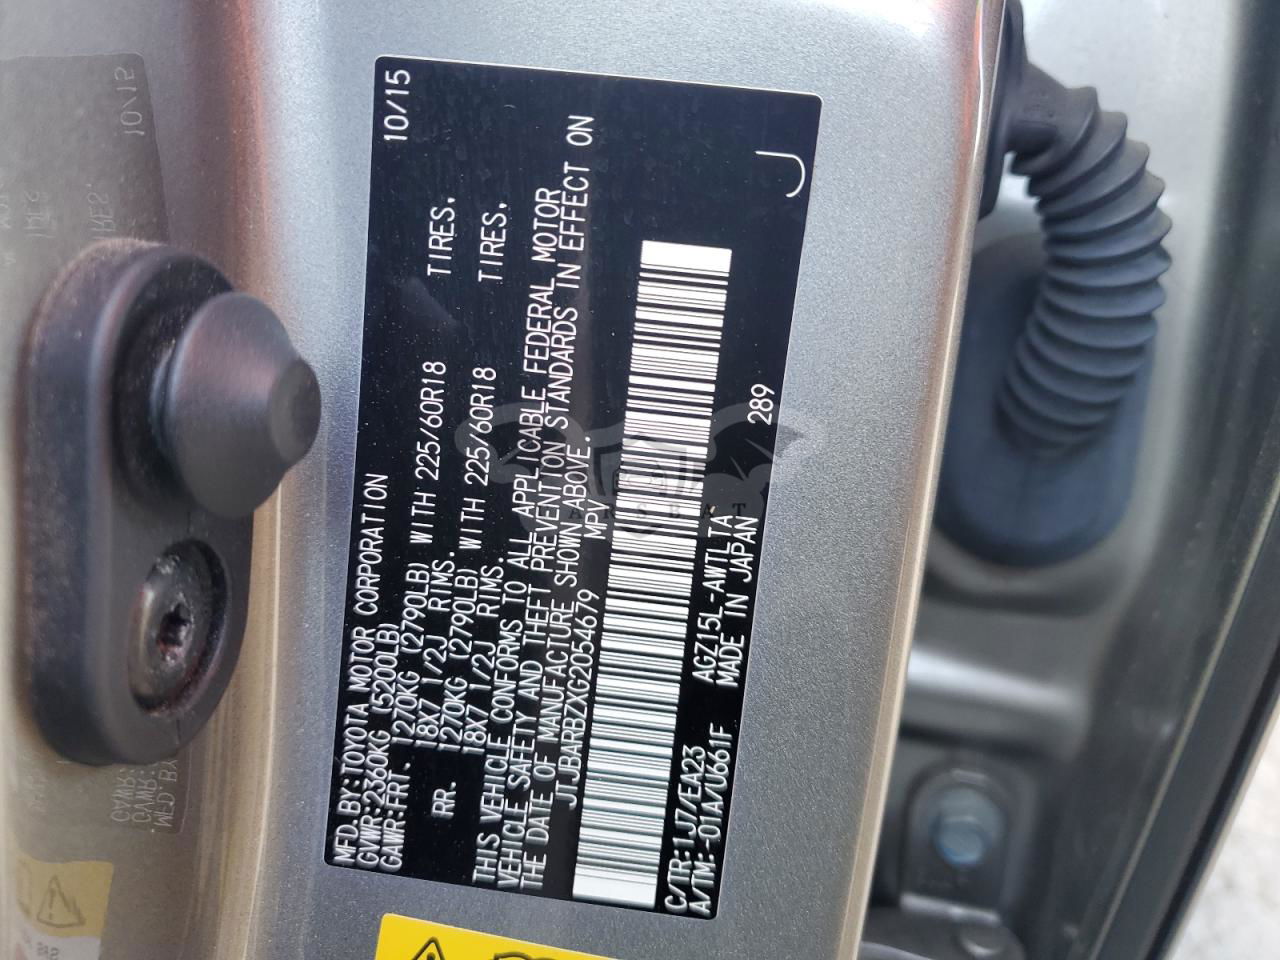 MFD.BY:TOYOTA MOTOR CORPORATION 10/15
GVWR:2360KG (5200LB)
GAWR:FRT. 1270KG (2790LB) WITH 225/60R18 TIRES.
18X7 1/2J RIMS.
RR. 1270KG (2790LB) WITH 225/60R18 TIRES.
18X7 1/2J RIMS.
THIS VEHICLE CONFORMS TO ALL APPLICABLE FEDERAL MOTOR
VEHICLE SAFETY AND THEFT PREVENTION STANDARDS IN EFFECT ON
THE DATE OF MANUFACTURE SHOWN ABOVE.
JTJBARBZXG2054679 MPV
C/TR:1J7/EA23 AGZ15L-AWTLTA
A/TM:-01A/U661F MADE IN JAPAN 289
J
CARSBAT